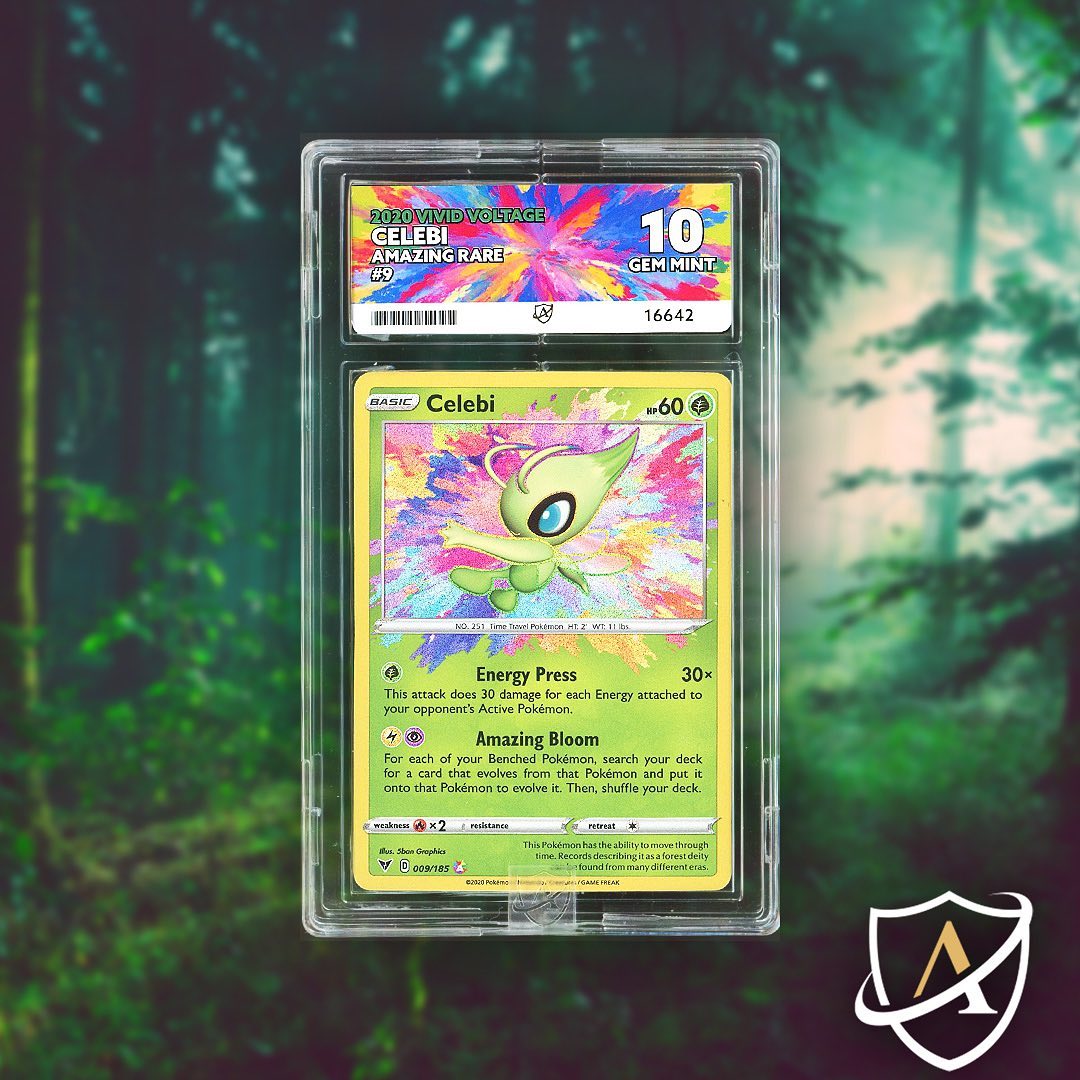 2020 VIVID VOLTAGE
CELEBI
AMAZING RARE
#9
10
GEM MINT
16642
BASIC Celebi HP 60
NO. 251 Time Travel Pokémon HT: 2' WT: 11 lbs.
Energy Press 30×
This attack does 30 damage for each Energy attached to
your opponent's Active Pokémon.
Amazing Bloom
For each of your Benched Pokémon, search your deck
for a card that evolves from that Pokémon and put it
onto that Pokémon to evolve it. Then, shuffle your deck.
weakness ×2 resistance retreat
Illus. 5ban Graphics
D 009/185
This Pokémon has the ability to move through
time. Records describing it as a forest deity
can be found from many different eras.
©2020 Pokémon / GAME FREAK
A